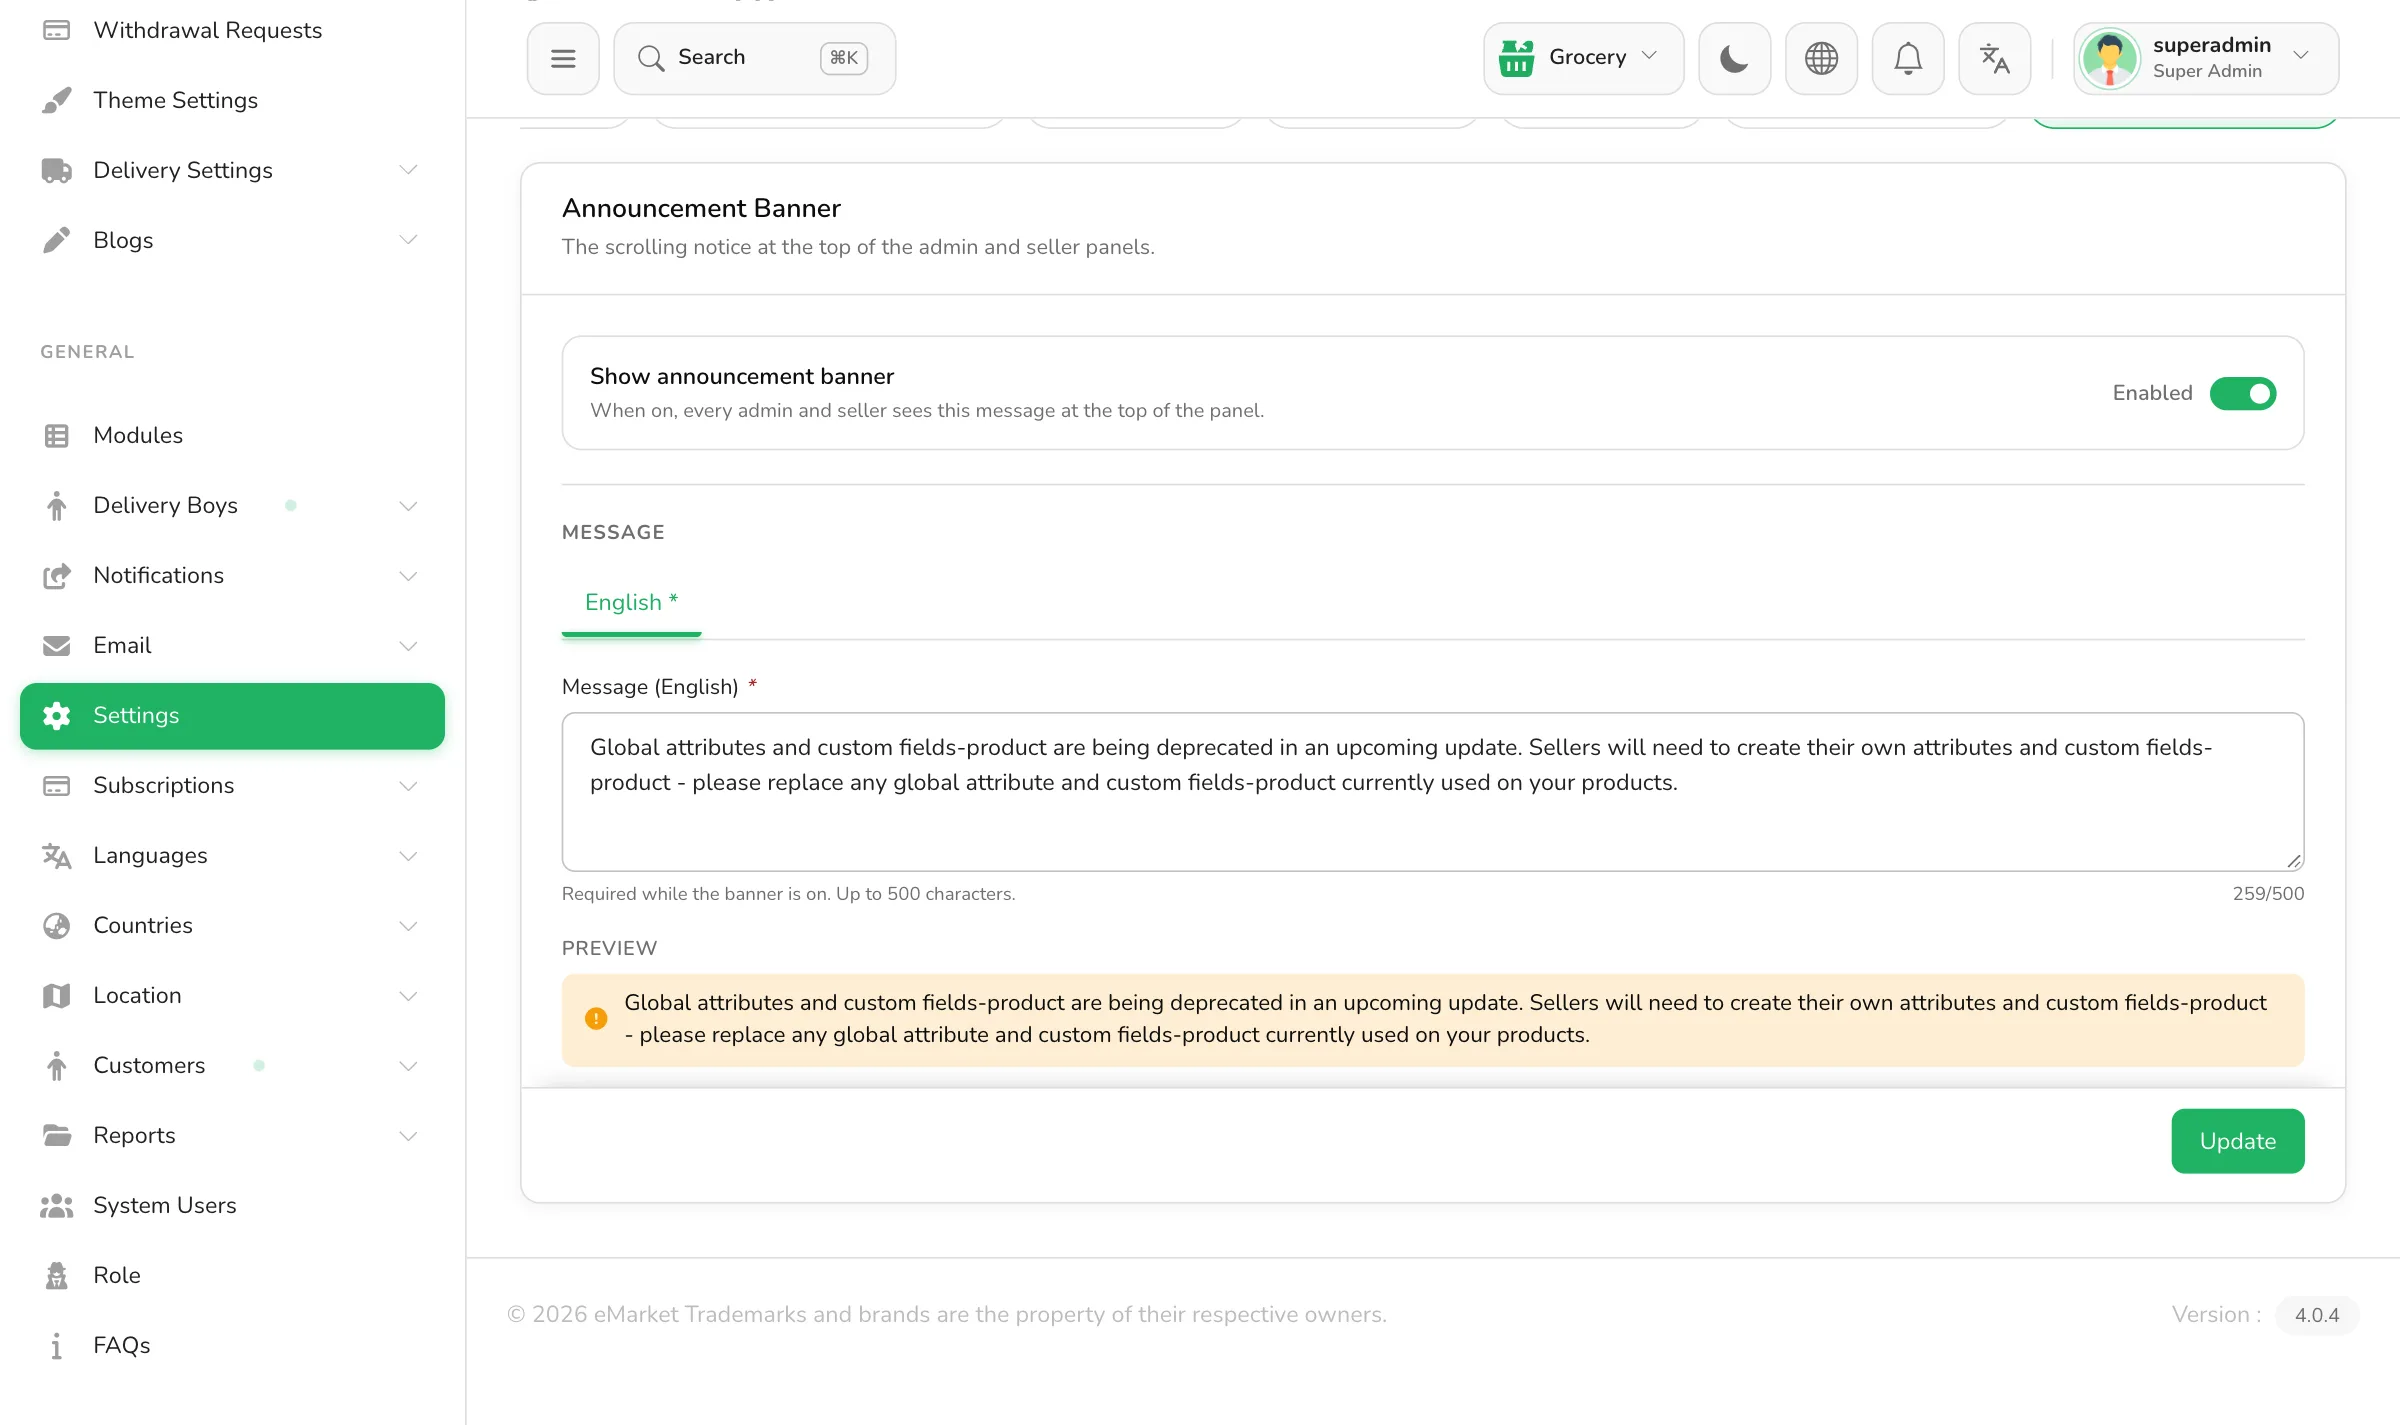 Withdrawal Requests
Theme Settings
Delivery Settings
Blogs
GENERAL
Modules
Delivery Boys
Notifications
Email
Settings
Subscriptions
Languages
Countries
Location
Customers
Reports
System Users
Role
FAQs
Search
⌘K
Grocery
superadmin
Super Admin
Announcement Banner
The scrolling notice at the top of the admin and seller panels.
Show announcement banner
When on, every admin and seller sees this message at the top of the panel.
Enabled
MESSAGE
English *
Message (English) *
Global attributes and custom fields-product are being deprecated in an upcoming update. Sellers will need to create their own attributes and custom fields-
product - please replace any global attribute and custom fields-product currently used on your products.
Required while the banner is on. Up to 500 characters.
259/500
PREVIEW
Global attributes and custom fields-product are being deprecated in an upcoming update. Sellers will need to create their own attributes and custom fields-product
- please replace any global attribute and custom fields-product currently used on your products.
Update
© 2026 eMarket Trademarks and brands are the property of their respective owners.
Version :
4.0.4